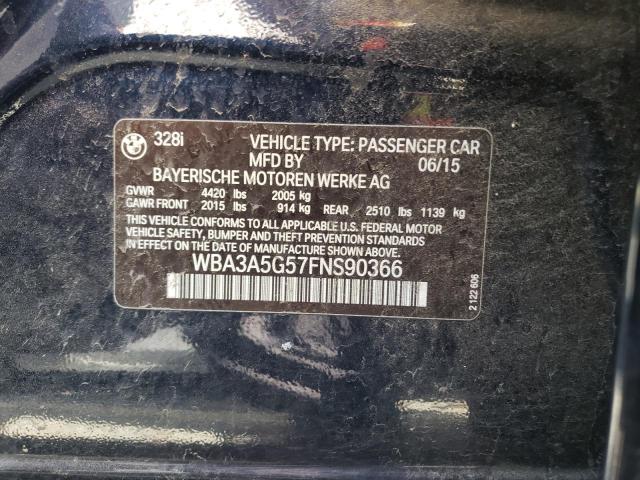 328i VEHICLE TYPE: PASSENGER CAR
MFD BY 06/15
BAYERISCHE MOTOREN WERKE AG
GVWR 4420 lbs 2005 kg
GAWR FRONT 2015 lbs 914 kg REAR 2510 lbs 1139 kg
THIS VEHICLE CONFORMS TO ALL APPLICABLE U.S. FEDERAL MOTOR
VEHICLE SAFETY, BUMPER AND THEFT PREVENTION STANDARDS
IN EFFECT ON THE DATE OF MANUFACTURE SHOWN ABOVE.
WBA3A5G57FNS90366
2 122 606